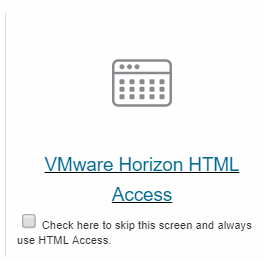 VMware Horizon HTML
Access
Check here to skip this screen and always
use HTML Access.